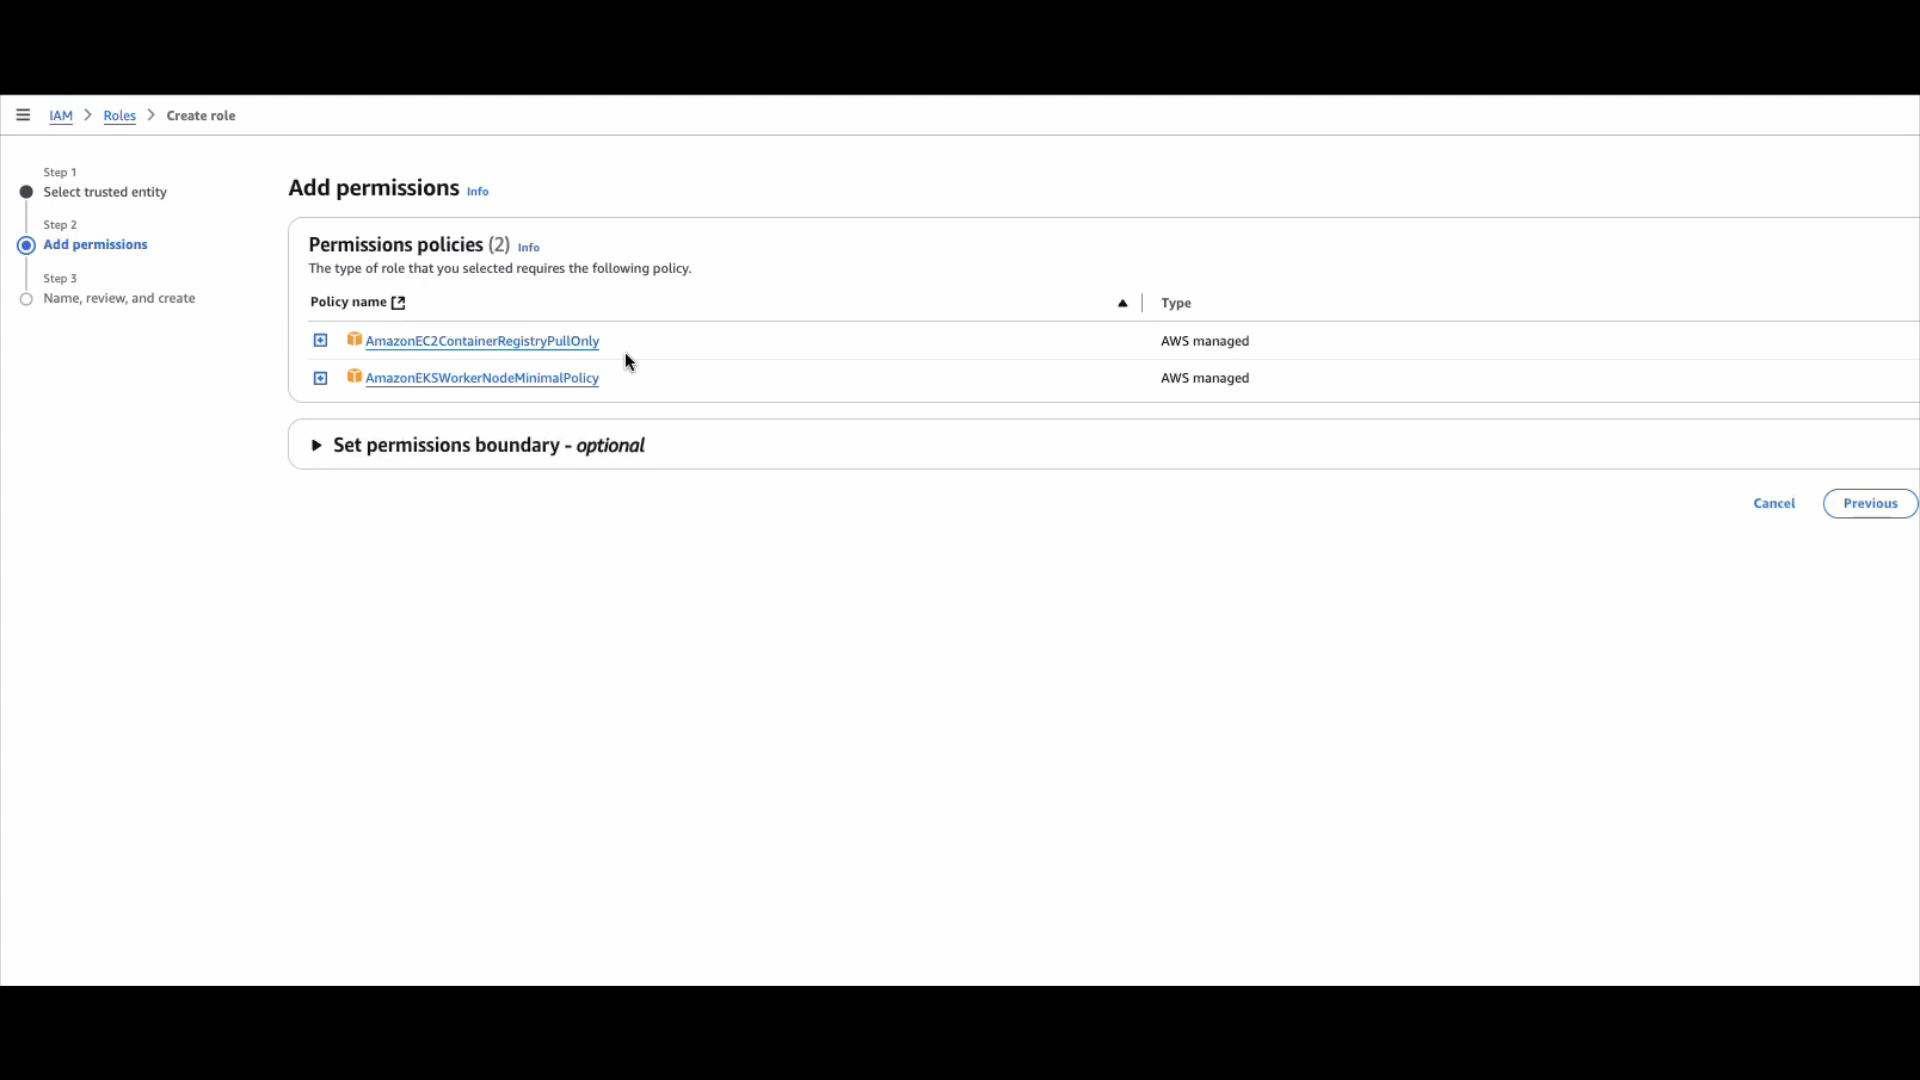 IAM > Roles > Create role
Step 1
Select trusted entity
Step 2
Add permissions
Step 3
Name, review, and create
Add permissions Info
Permissions policies (2) Info
The type of role that you selected requires the following policy.
Policy name Type
AmazonEC2ContainerRegistryPullOnly AWS managed
AmazonEKSWorkerNodeMinimalPolicy AWS managed
Set permissions boundary - optional
Cancel Previous